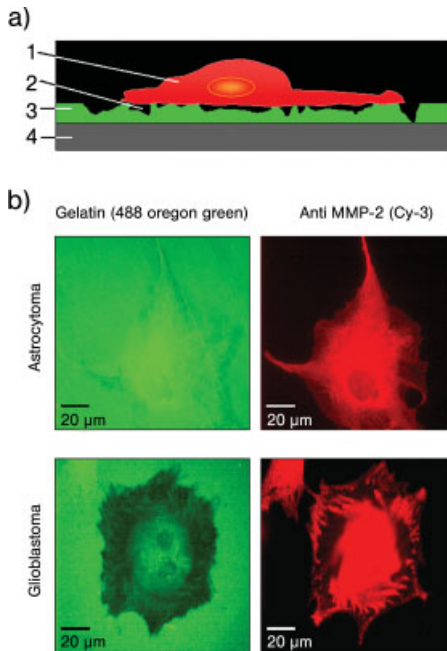 a)
1
2
3
4
b)
Gelatin (488 oregon green)
Anti MMP-2 (Cy-3)
Astrocytoma
20 µm
20 µm
Glioblastoma
20 µm
20 µm